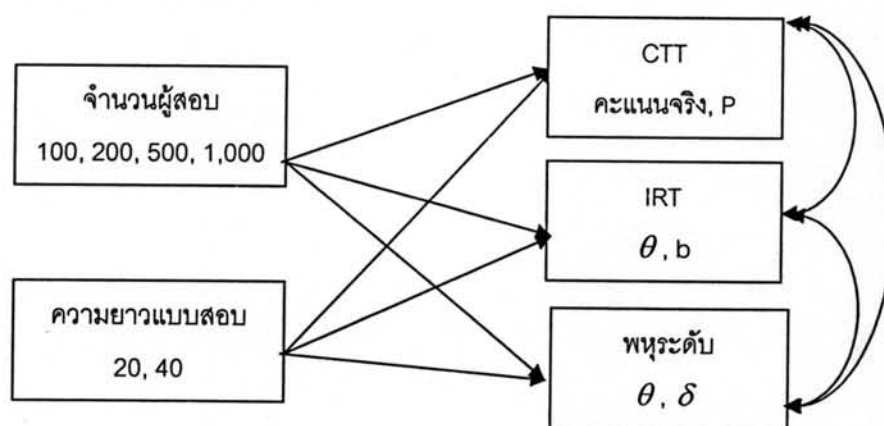 จำนวนผู้สอบ
100, 200, 500, 1,000
ความยาวแบบสอบ
20, 40
CTT
คะแนนจริง, P
IRT
θ, b
พหุระดับ
θ, δ